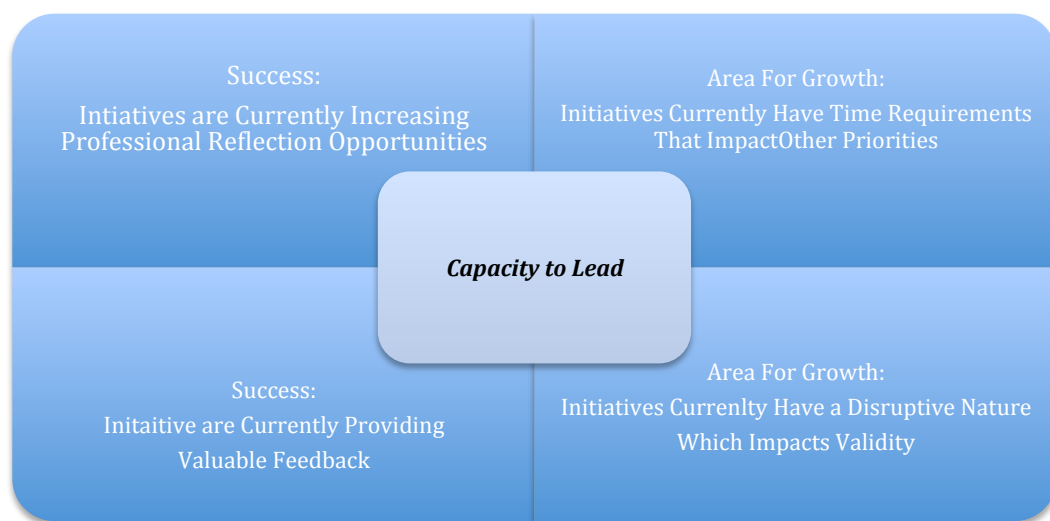 Success:
Intiatives are Currently Increasing
Professional Reflection Opportunities
Area For Growth:
Initiatives Currently Have Time Requirements
That ImpactOther Priorities
Capacity to Lead
Success:
Initaitive are Currently Providing
Valuable Feedback
Area For Growth:
Initiatives Currenlty Have a Disruptive Nature
Which Impacts Validity